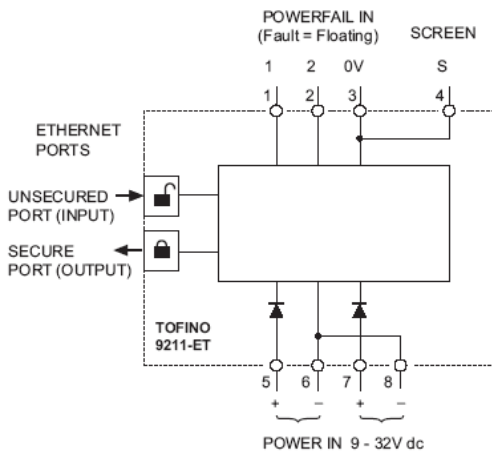 POWERFAIL IN
(Fault = Floating)
SCREEN
1 2 0V S
1 2 3 4
ETHERNET
PORTS
UNSECURED
PORT (INPUT)
SECURE
PORT (OUTPUT)
TOFINO
9211-ET
5 6 7 8
+ – + –
POWER IN 9 - 32V dc